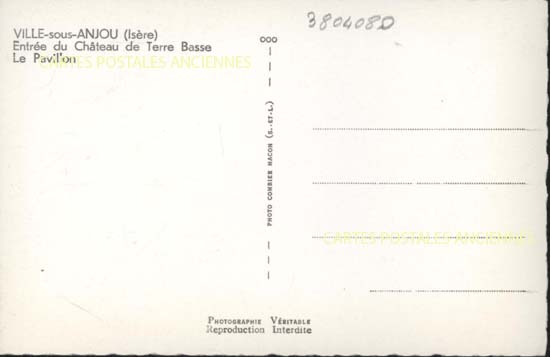 VILLE-sous-ANJOU (Isère)
Entrée du Château de Terre Basse
Le Pavillon
CARTES POSTALES ANCIENNES
380408D
000
PHOTO COMBIER MACON (S.-ET-L.)
CARTES POSTALES ANCIENNES
PHOTOGRAPHIE VÉRITABLE
Reproduction Interdite